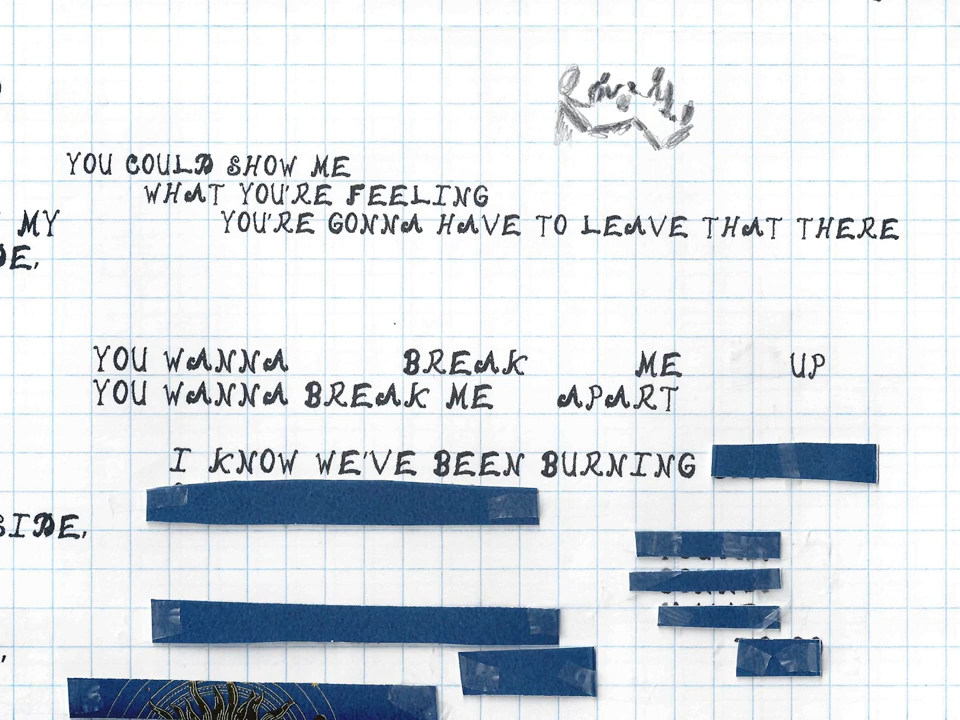 YOU COULD SHOW ME
WHAT YOU'RE FEELING
MY YOU'RE GONNA HAVE TO LEAVE THAT THERE
DE,
YOU WANNA BREAK ME UP
YOU WANNA BREAK ME APART
I KNOW WE'VE BEEN BURNING
SIDE,